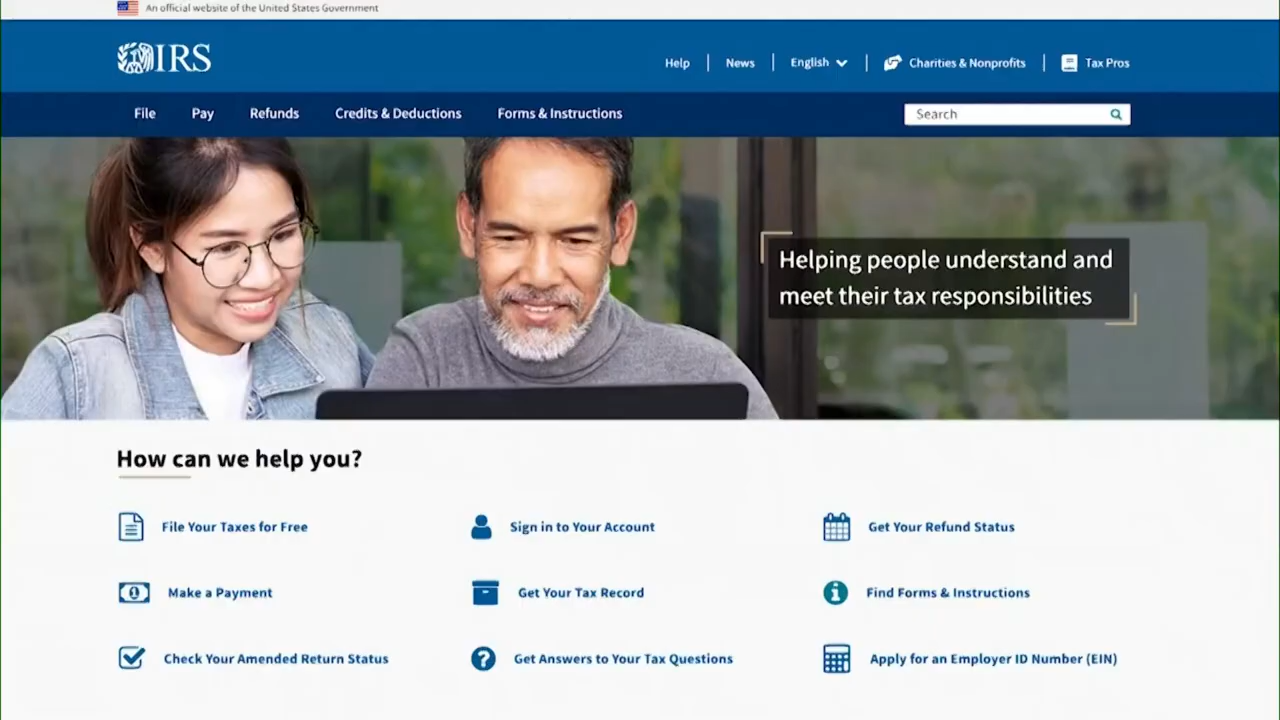 An official website of the United States Government
IRS
Help
News
English
Charities & Nonprofits
Tax Pros
File
Pay
Refunds
Credits & Deductions
Forms & Instructions
Search
Helping people understand and
meet their tax responsibilities
How can we help you?
File Your Taxes for Free
Sign in to Your Account
Get Your Refund Status
Make a Payment
Get Your Tax Record
Find Forms & Instructions
Check Your Amended Return Status
Get Answers to Your Tax Questions
Apply for an Employer ID Number (EIN)